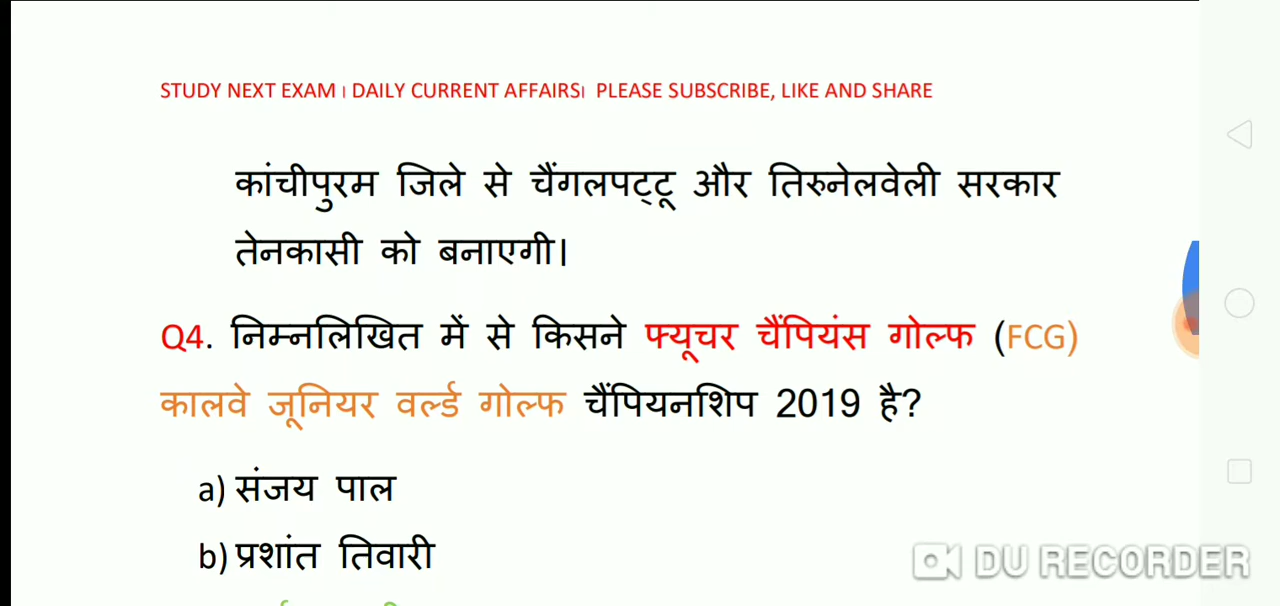 STUDY NEXT EXAM । DAILY CURRENT AFFAIRS। PLEASE SUBSCRIBE, LIKE AND SHARE
कांचीपुरम जिले से चैंगलपट्टू और तिरुनेलवेली सरकार
तेनकासी को बनाएगी।
Q4. निम्नलिखित में से किसने फ्यूचर चैंपियंस गोल्फ (FCG)
कालवे जूनियर वर्ल्ड गोल्फ चैंपियनशिप 2019 है?
a) संजय पाल
b) प्रशांत तिवारी
DU RECORDER